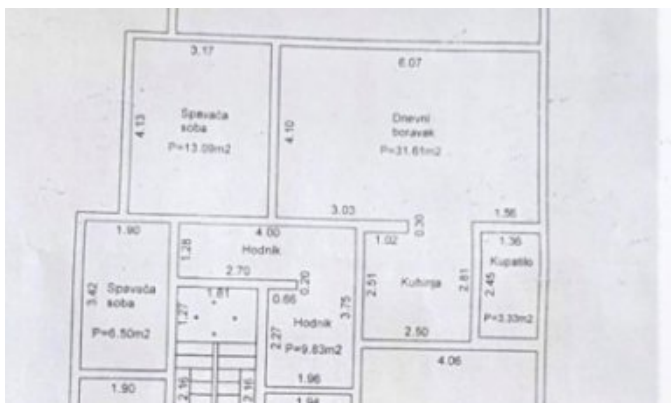 3.17
6.07
4.13
Spavaća
soba
P=13.09m2
4.10
Dnevni
boravak
P=31.61m2
3.03
0.30
1.56
1.90
4.00
1.02
1.36
1.28
Hodnik
2.70
0.20
3.42
Spavaća
soba
P=6.50m2
1.81
0.66
1.27
2.27
Hodnik
P=9.83m2
3.75
2.51
Kuhinja
2.81
2.45
Kupatilo
P=3.33m2
2.50
1.96
4.06
1.90
2.16
2.16
1.94